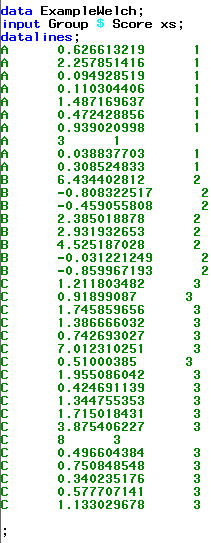 data ExampleWelch;
input Group $ Score xs;
datalines;
A 0.626613219 1
A 2.257851416 1
A 0.094928519 1
A 0.110304406 1
A 1.487169637 1
A 0.472428856 1
A 0.939020998 1
A 3 1
A 0.038837703 1
A 0.308524833 1
B 6.434402812 2
B -0.808322517 2
B -0.459055808 2
B 2.385018878 2
B 2.931932653 2
B 4.525187028 2
B -0.031221249 2
B -0.859967193 2
C 1.211803482 3
C 0.91899087 3
C 1.745859656 3
C 1.386666032 3
C 0.742693027 3
C 7.012310251 3
C 0.51000385 3
C 1.955086042 3
C 0.424691139 3
C 1.344755353 3
C 1.715018431 3
C 3.875406227 3
C 8 3
C 0.496604384 3
C 0.750848548 3
C 0.340235176 3
C 0.577707141 3
C 1.133029678 3
;